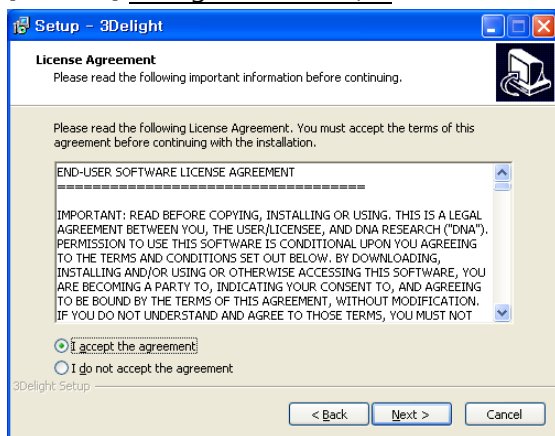 Setup - 3Delight
License Agreement
Please read the following important information before continuing.
Please read the following License Agreement. You must accept the terms of this
agreement before continuing with the installation.
END-USER SOFTWARE LICENSE AGREEMENT
===================================
IMPORTANT: READ BEFORE COPYING, INSTALLING OR USING. THIS IS A LEGAL
AGREEMENT BETWEEN YOU, THE USER/LICENSEE, AND DNA RESEARCH ("DNA").
PERMISSION TO USE THIS SOFTWARE IS CONDITIONAL UPON YOU AGREEING
TO THE TERMS AND CONDITIONS SET OUT BELOW. BY DOWNLOADING,
INSTALLING AND/OR USING OR OTHERWISE ACCESSING THIS SOFTWARE, YOU
ARE BECOMING A PARTY TO, INDICATING YOUR CONSENT TO, AND AGREEING
TO BE BOUND BY THE TERMS OF THIS AGREEMENT, WITHOUT MODIFICATION.
IF YOU DO NOT UNDERSTAND AND AGREE TO THOSE TERMS, YOU MUST NOT
I accept the agreement
I do not accept the agreement
3Delight Setup
< Back
Next >
Cancel